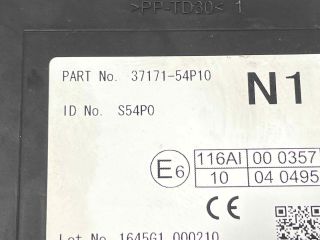 >PP-TD30< 1
PART No. 37171-54P10
N1
ID No. S54P0
E6 116AI 00 0357
10 04 0495
CE
Lot No. 1645G1 000210